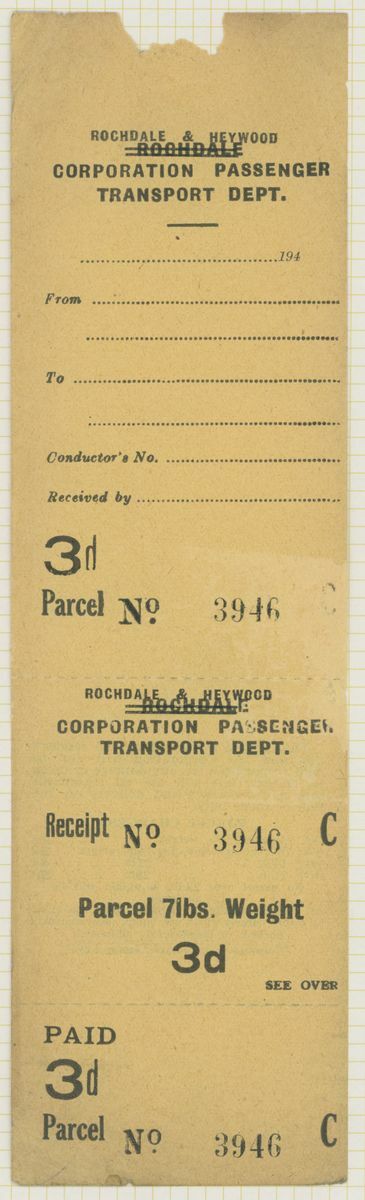 ROCHDALE & HEYWOOD
ROCHDALE
CORPORATION PASSENGER
TRANSPORT DEPT.
194
From
To
Conductor's No.
Received by
3d
Parcel No. 3946
ROCHDALE & HEYWOOD
ROCHDALE
CORPORATION PASSENGER
TRANSPORT DEPT.
Receipt No. 3946 C
Parcel 7lbs. Weight
3d
SEE OVER
PAID
3d
Parcel No. 3946 C